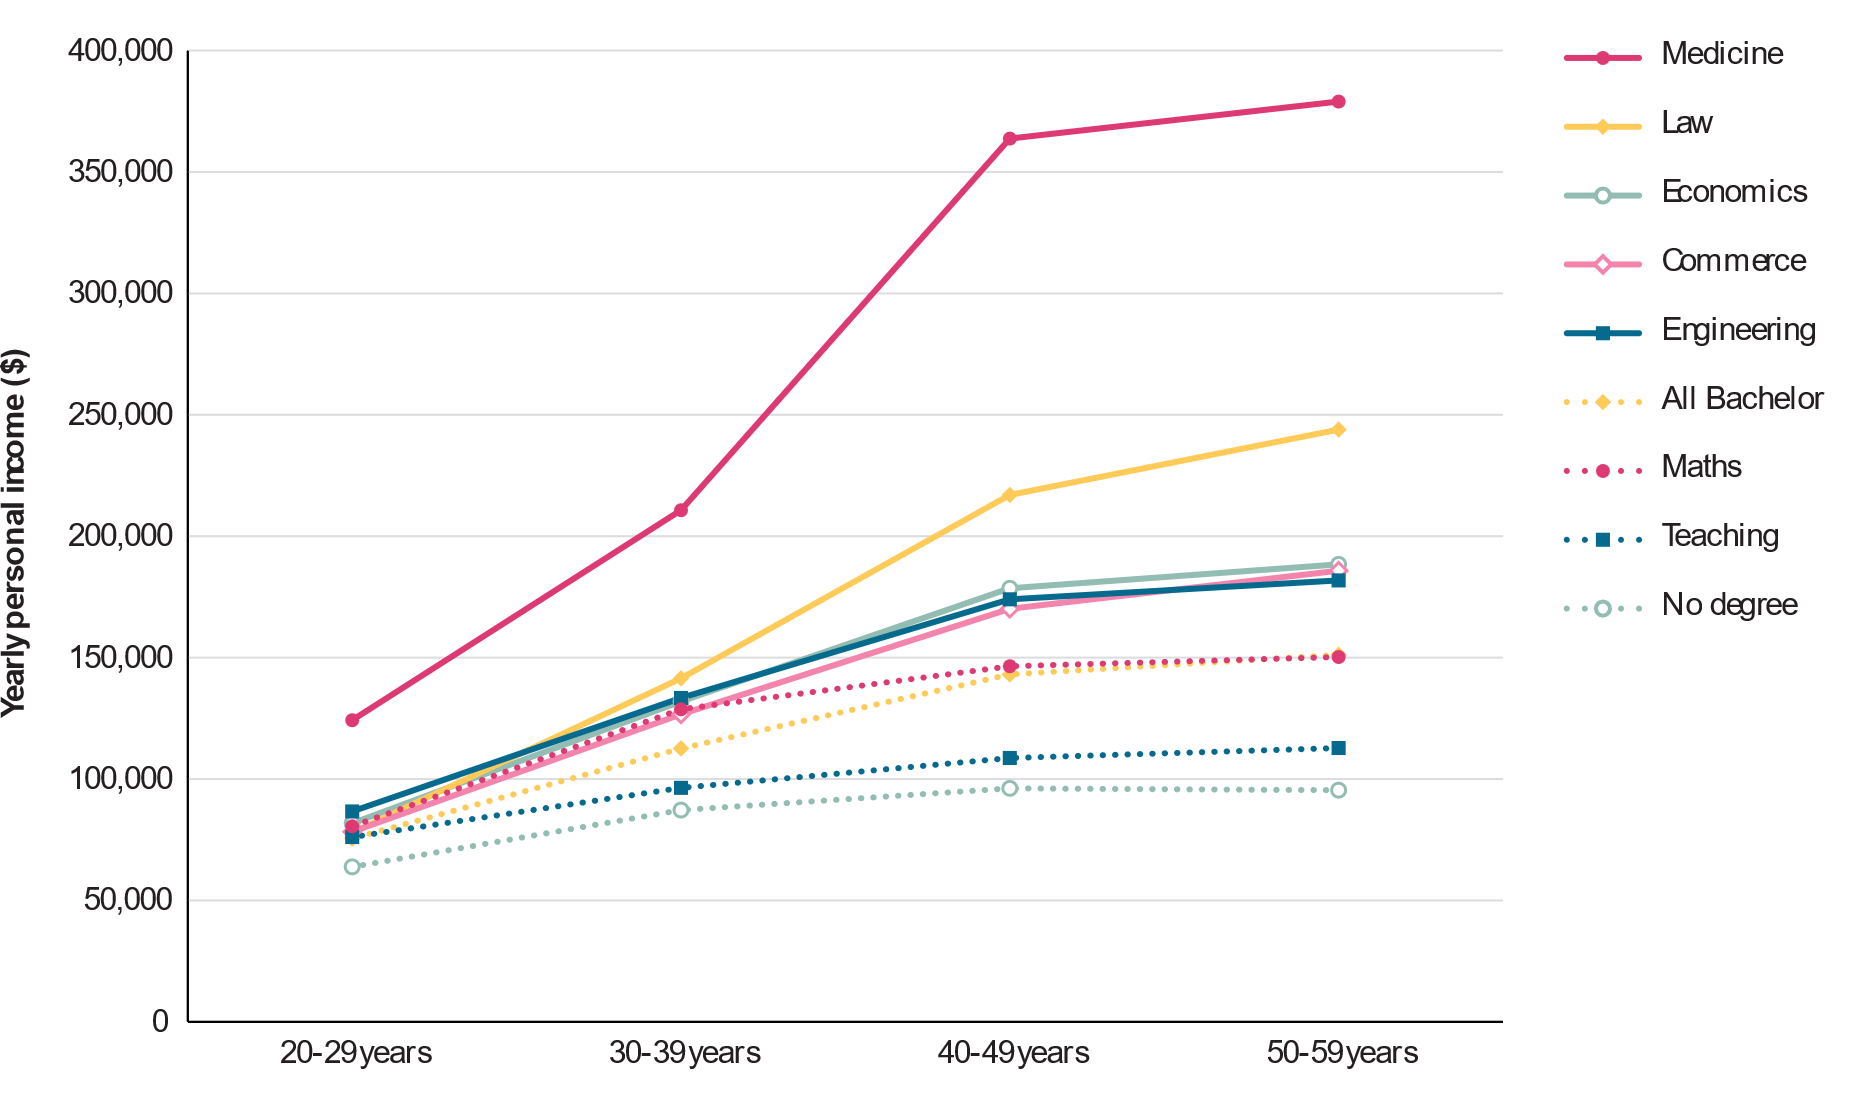 400,000
350,000
300,000
250,000
200,000
150,000
100,000
50,000
0
Yearly personal income ($)
20-29 years
30-39 years
40-49 years
50-59 years
Medicine
Law
Economics
Commerce
Engineering
All Bachelor
Maths
Teaching
No degree